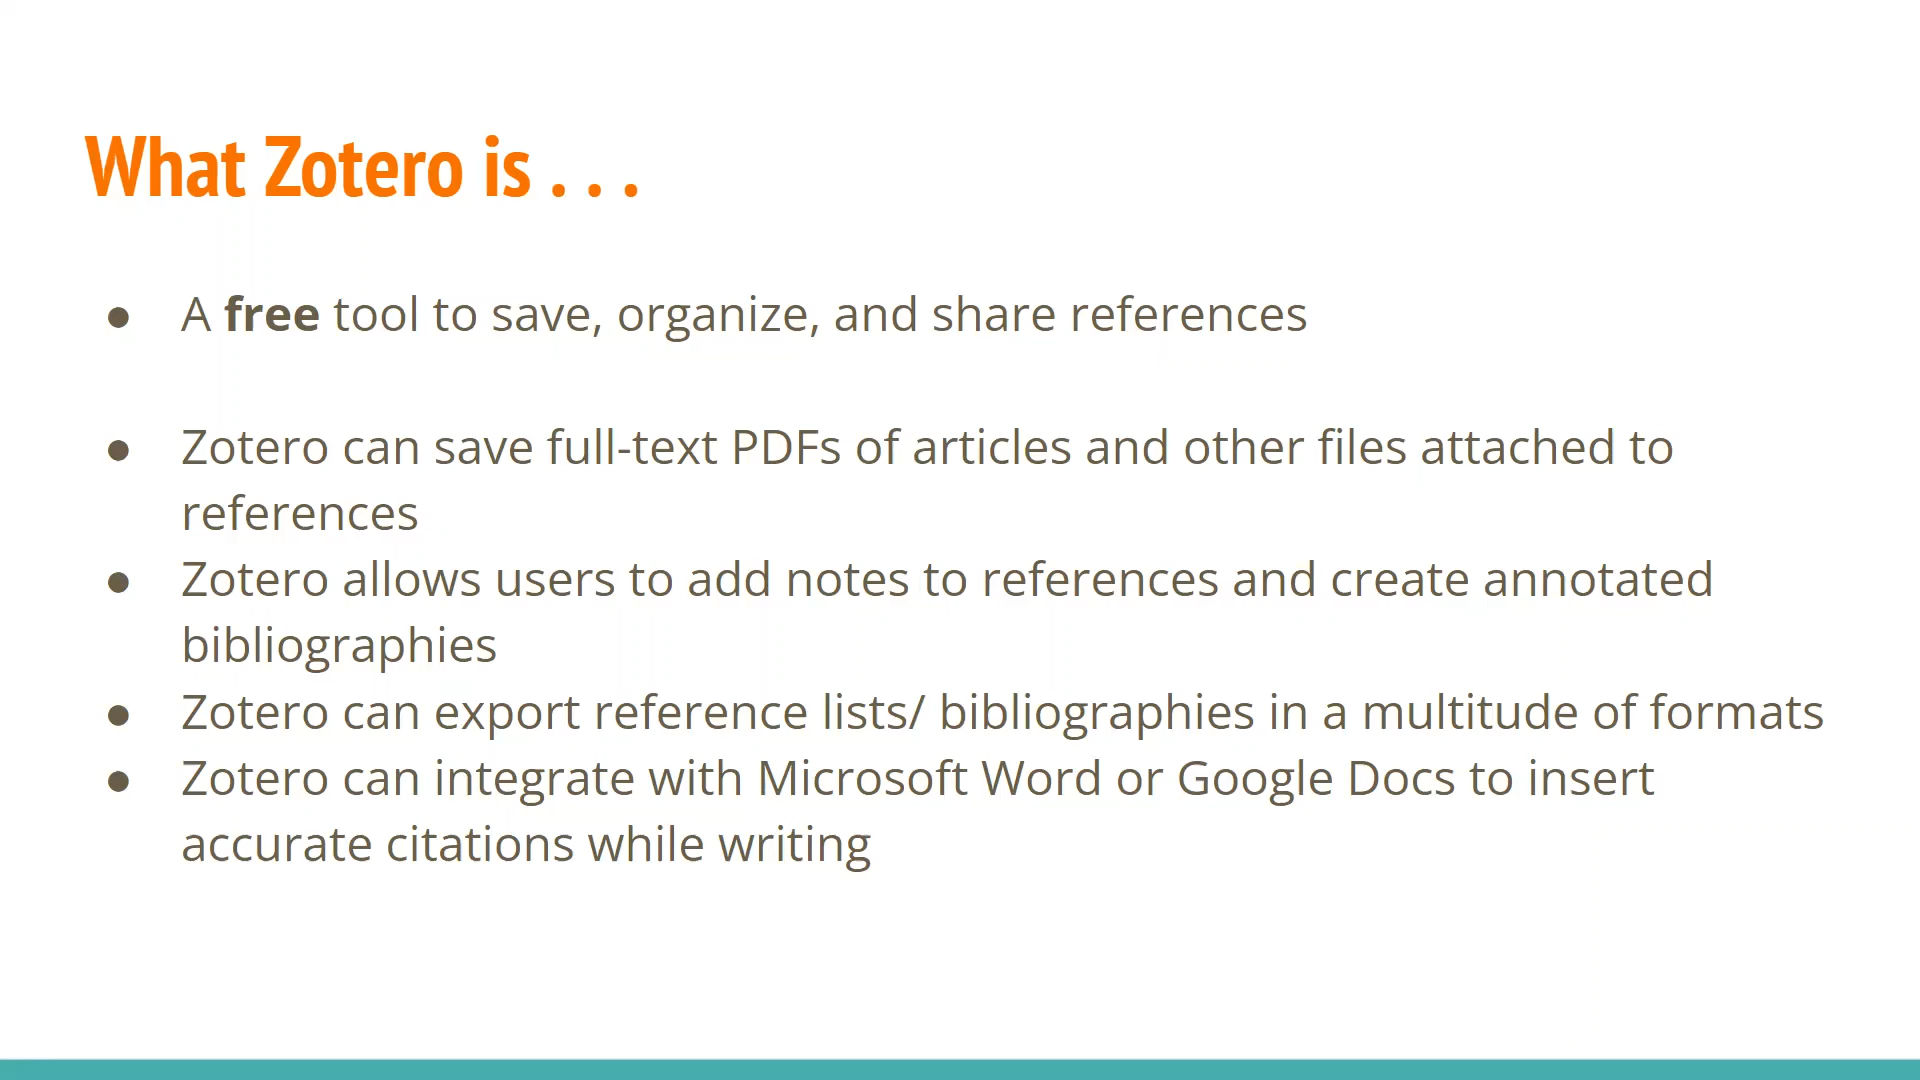 What Zotero is . . .
● A free tool to save, organize, and share references
● Zotero can save full-text PDFs of articles and other files attached to
references
● Zotero allows users to add notes to references and create annotated
bibliographies
● Zotero can export reference lists/ bibliographies in a multitude of formats
● Zotero can integrate with Microsoft Word or Google Docs to insert
accurate citations while writing